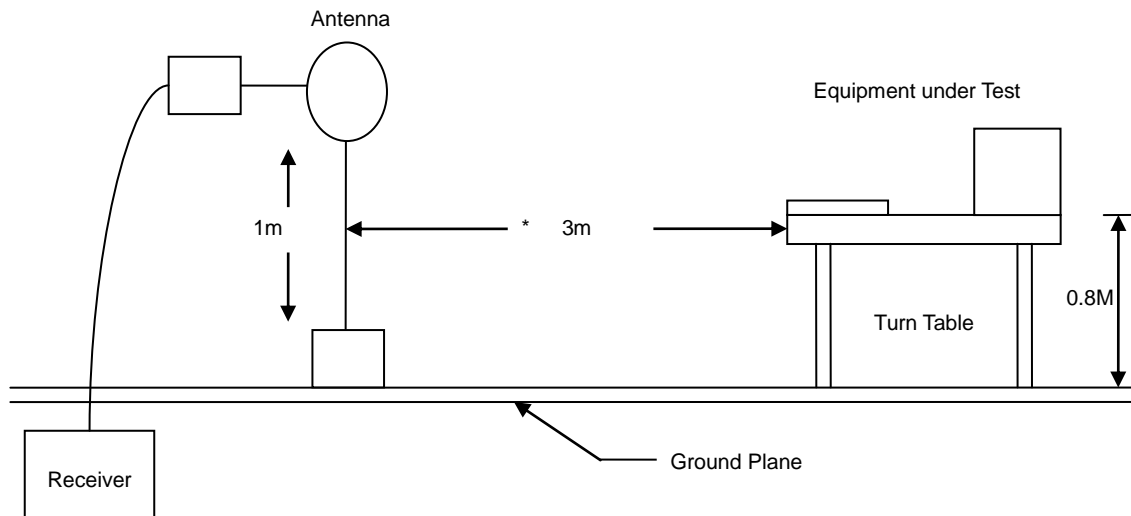 Antenna
Equipment under Test
1m
* 3m
0.8M
Turn Table
Ground Plane
Receiver